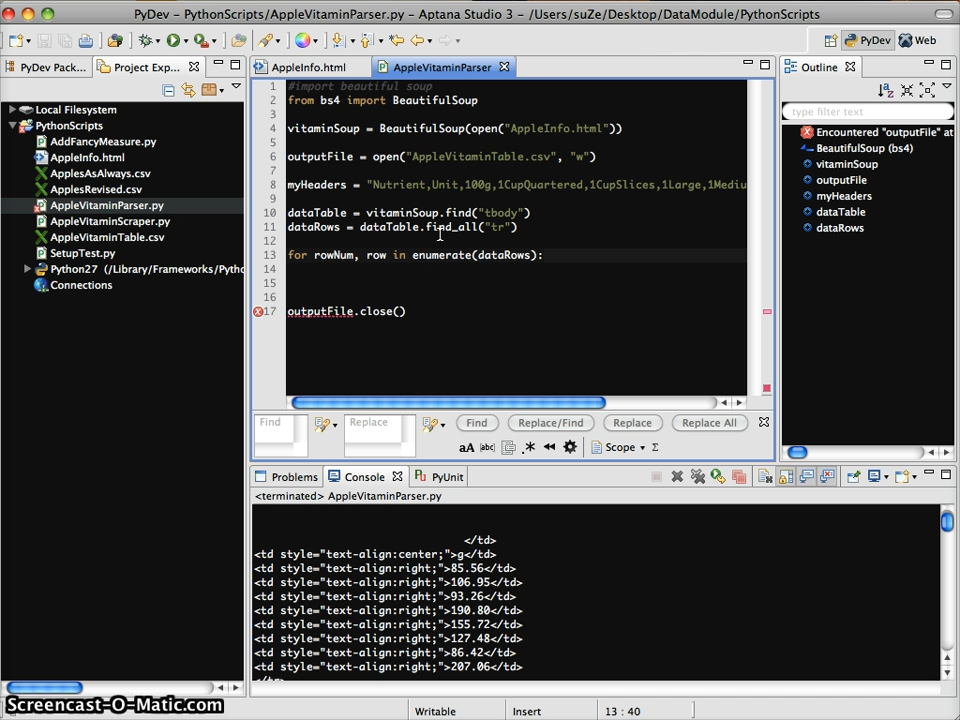 PyDev - PythonScripts/AppleVitaminParser.py - Aptana Studio 3 - /Users/suZe/Desktop/DataModule/PythonScripts
PyDev
Web
PyDev Pack...
Project Exp...
AppleInfo.html
AppleVitaminParser
Outline
Local Filesystem
PythonScripts
AddFancyMeasure.py
AppleInfo.html
ApplesAsAlways.csv
ApplesRevised.csv
AppleVitaminParser.py
AppleVitaminScraper.py
AppleVitaminTable.csv
SetupTest.py
Python27 (/Library/Frameworks/Pytho
Connections
1 #import beautiful soup
2 from bs4 import BeautifulSoup
3
4 vitaminSoup = BeautifulSoup(open("AppleInfo.html"))
5
6 outputFile = open("AppleVitaminTable.csv", "w")
7
8 myHeaders = "Nutrient,Unit,100g,1CupQuartered,1CupSlices,1Large,1Mediu
9
10 dataTable = vitaminSoup.find("tbody")
11 dataRows = dataTable.find_all("tr")
12
13 for rowNum, row in enumerate(dataRows):
14
15
16
17 outputFile.close()
type filter text
Encountered "outputFile" at
BeautifulSoup (bs4)
vitaminSoup
outputFile
myHeaders
dataTable
dataRows
Find
Replace
Find
Replace/Find
Replace
Replace All
aA
abc
.*
Scope
Σ
Problems
Console
PyUnit
<terminated> AppleVitaminParser.py
</td>
<td style="text-align:center;">g</td>
<td style="text-align:right;">85.56</td>
<td style="text-align:right;">106.95</td>
<td style="text-align:right;">93.26</td>
<td style="text-align:right;">190.80</td>
<td style="text-align:right;">155.72</td>
<td style="text-align:right;">127.48</td>
<td style="text-align:right;">86.42</td>
<td style="text-align:right;">207.06</td>
</tr>
Screencast-O-Matic.com
Writable
Insert
13 : 40